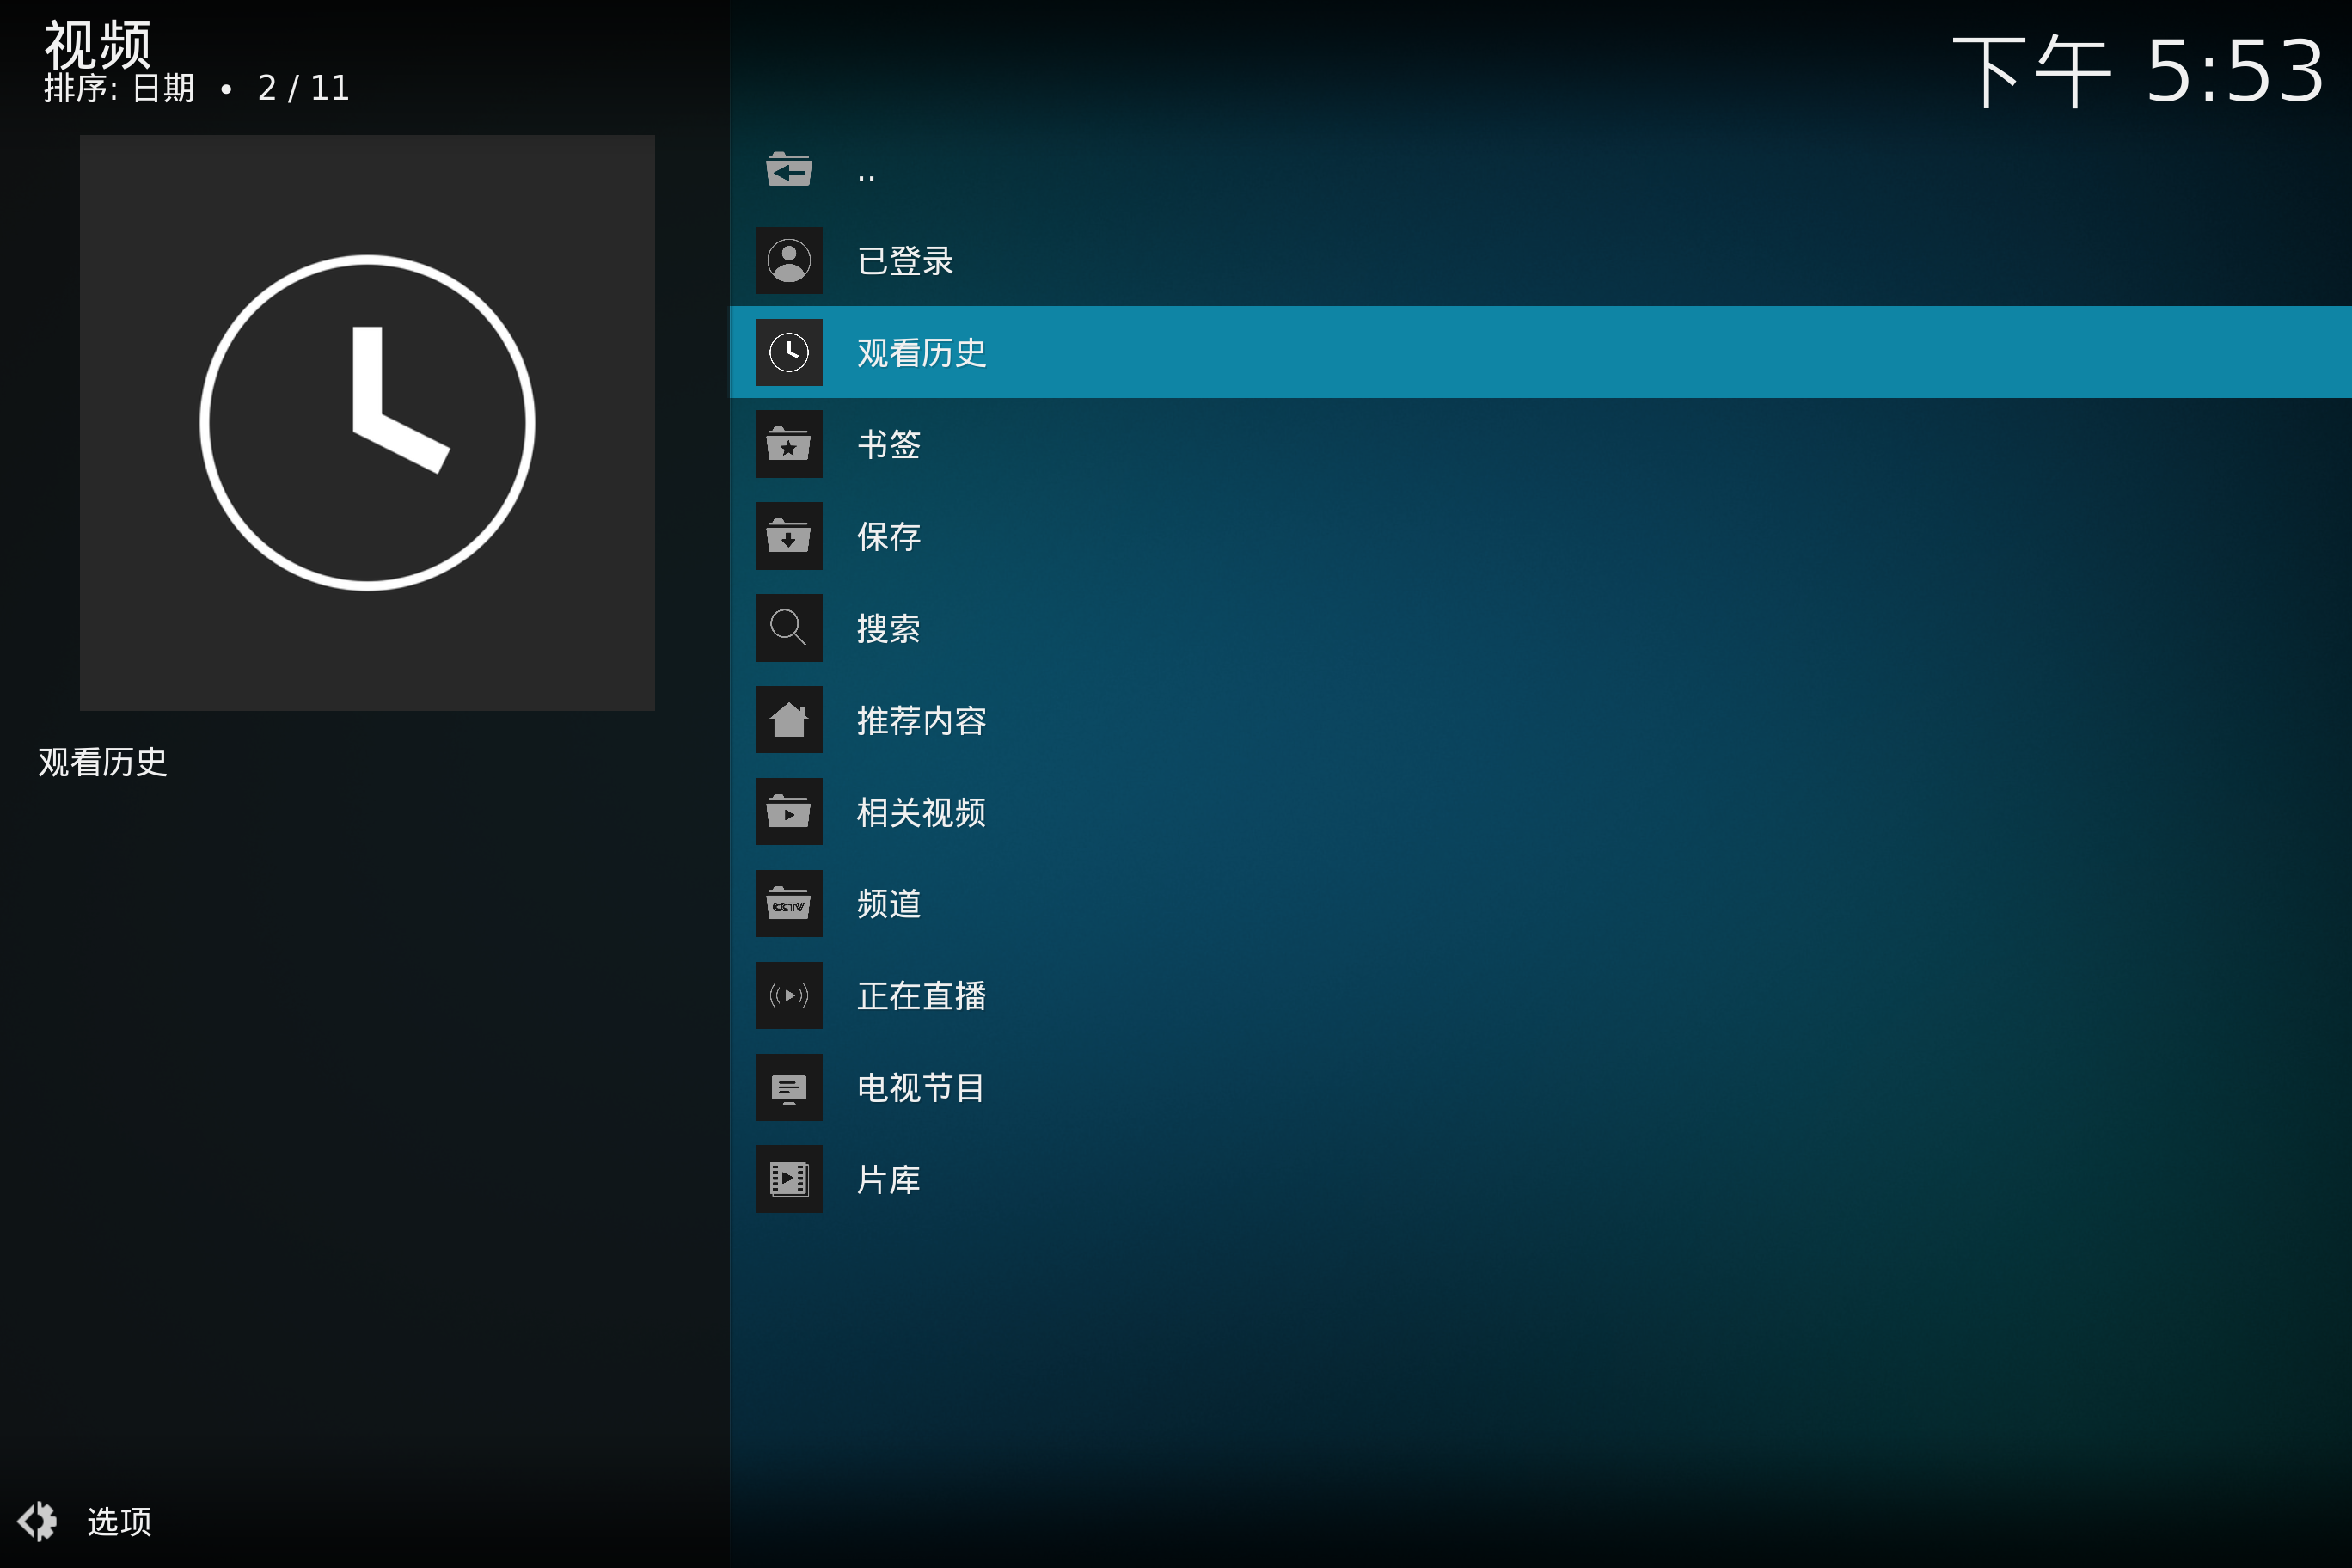 视频
排序: 日期 • 2 / 11
下午 5:53
..
已登录
观看历史
书签
保存
搜索
推荐内容
相关视频
CCTV
频道
正在直播
电视节目
片库
观看历史
选项